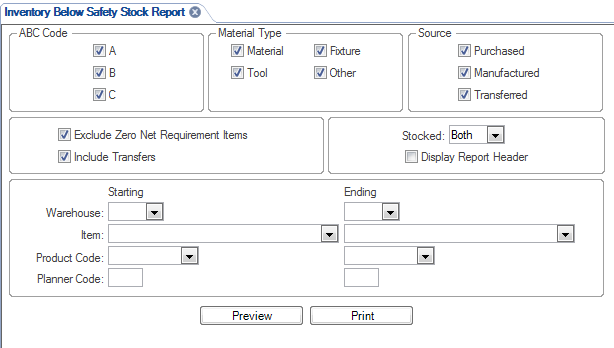 Inventory Below Safety Stock Report
ABC Code
A
B
C
Material Type
Material Fixture
Tool Other
Source
Purchased
Manufactured
Transferred
Exclude Zero Net Requirement Items
Include Transfers
Stocked: Both
Display Report Header
Starting Ending
Warehouse:
Item:
Product Code:
Planner Code:
Preview Print